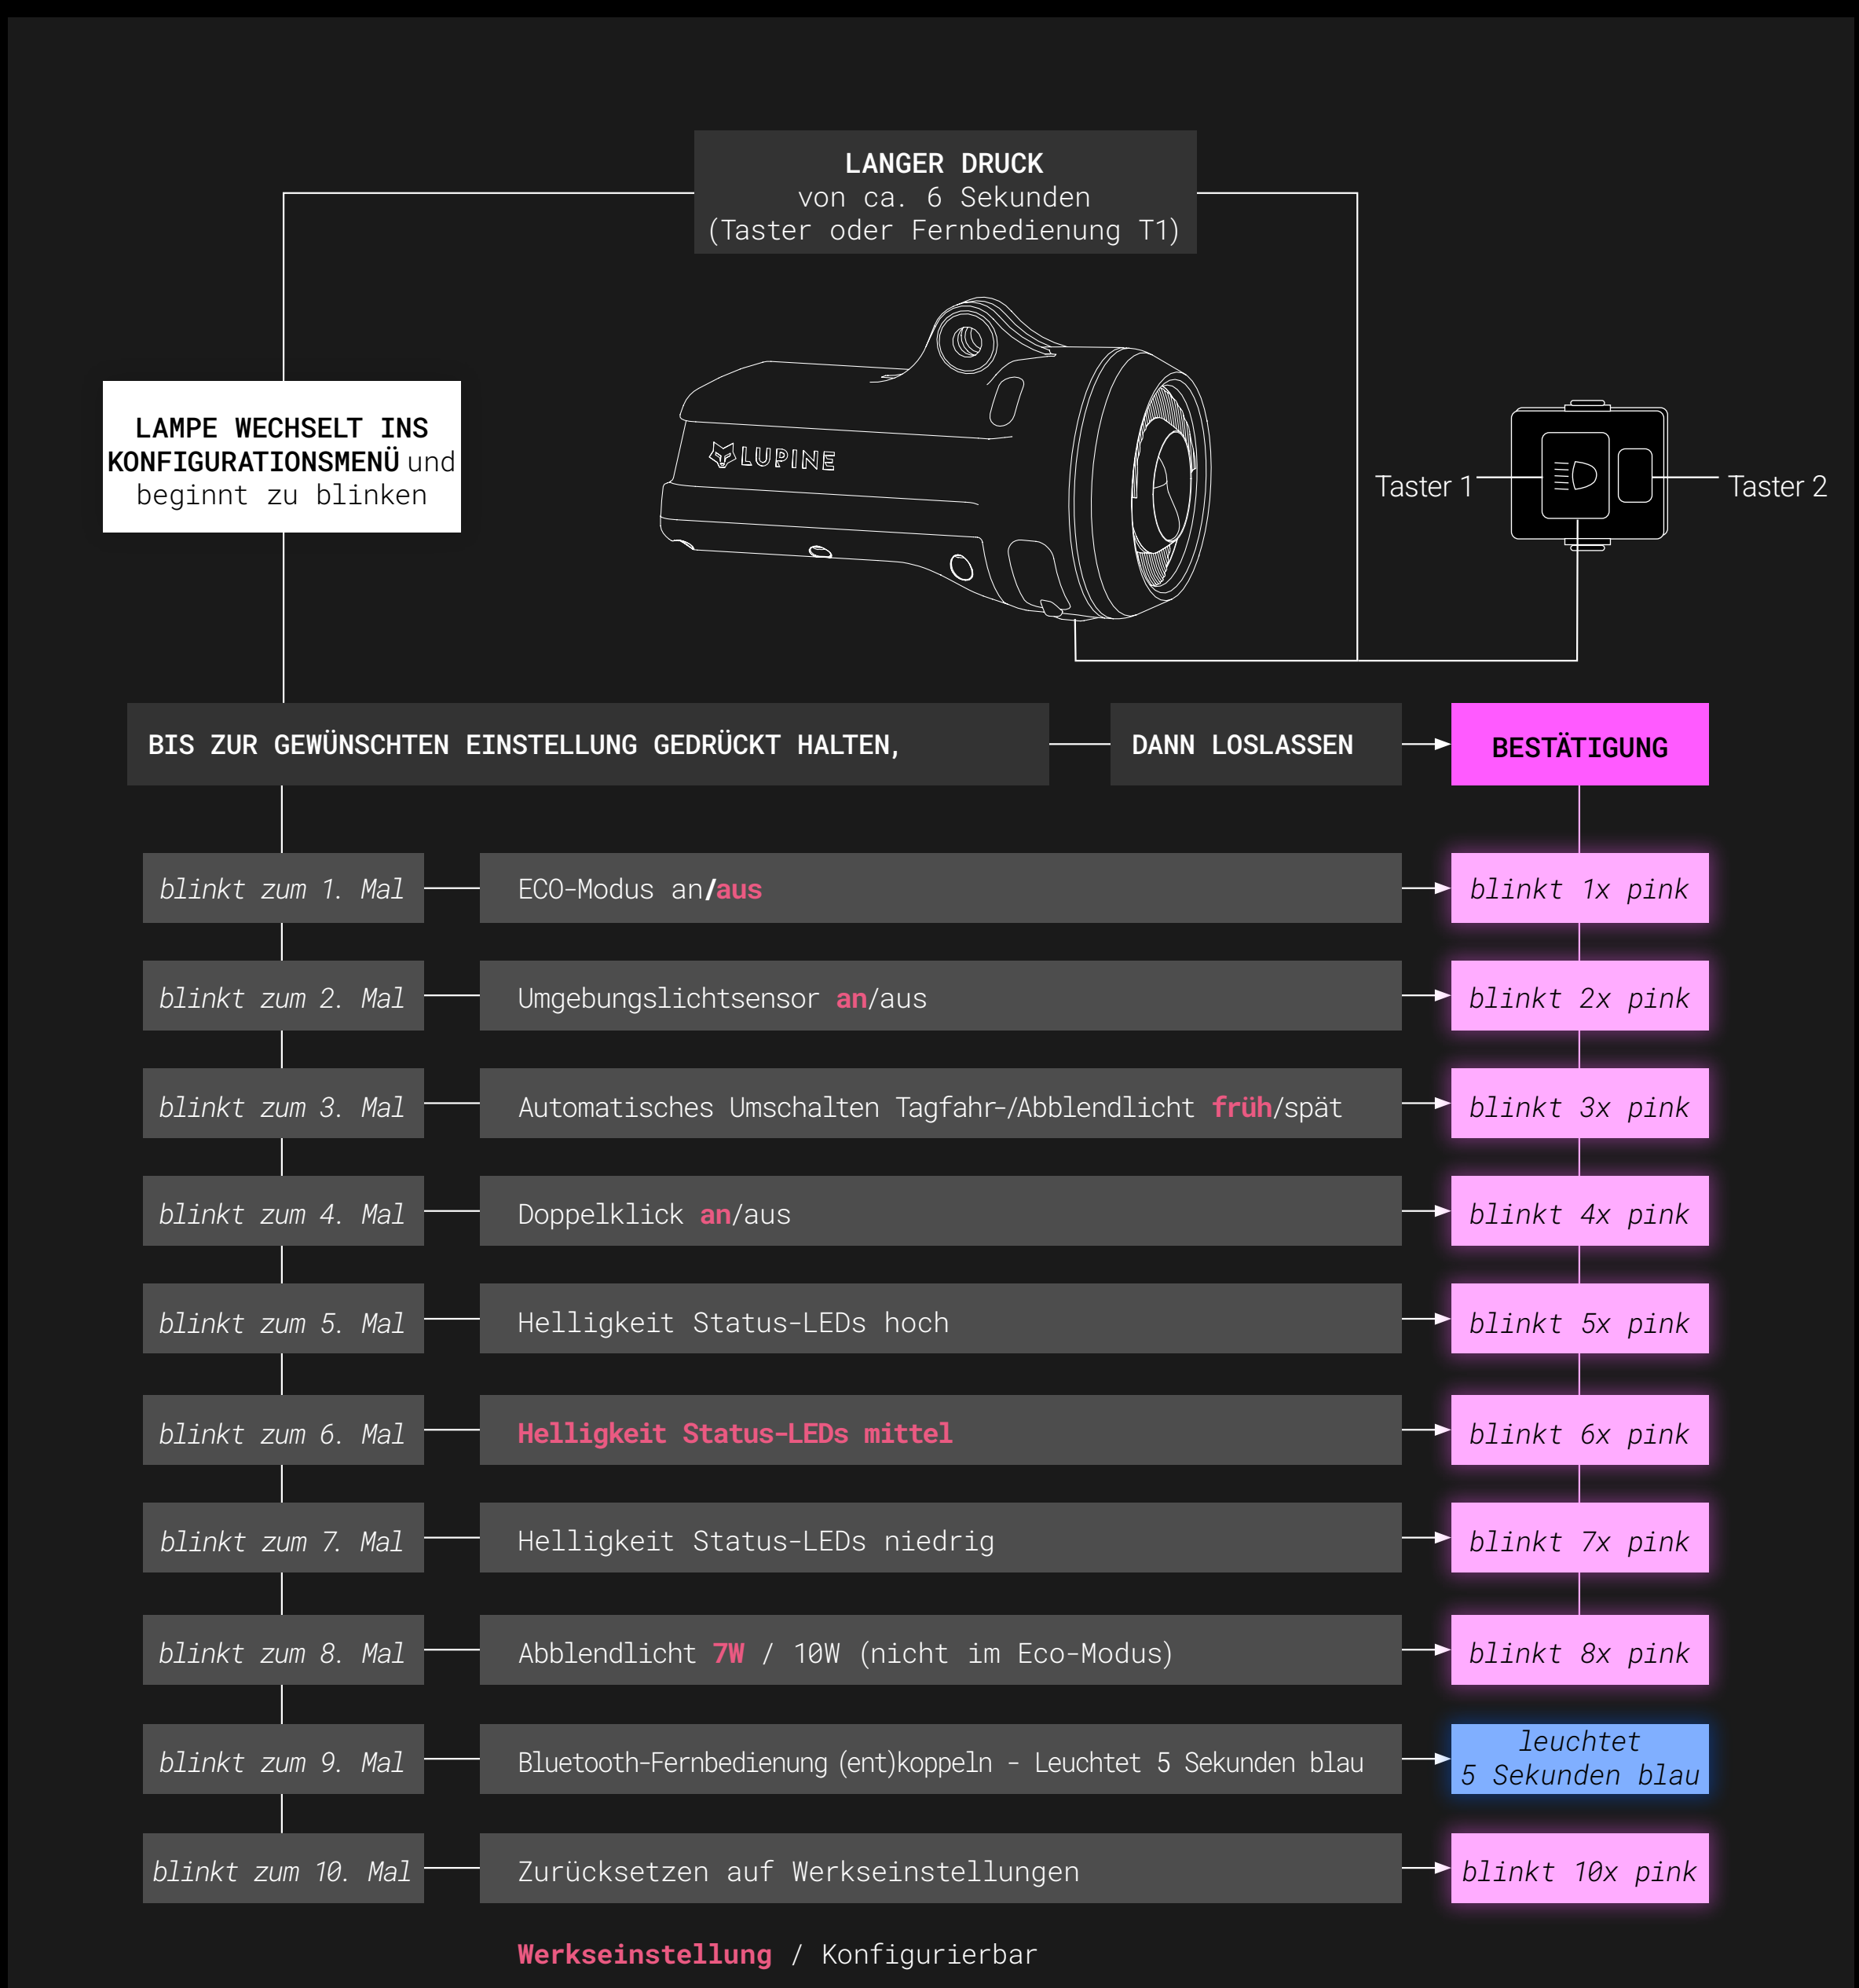 LANGER DRUCK
von ca. 6 Sekunden
(Taster oder Fernbedienung T1)
LAMPE WECHSELT INS
KONFIGURATIONSMENÜ und
beginnt zu blinken
LUPINE
Taster 1
Taster 2
BIS ZUR GEWÜNSCHTEN EINSTELLUNG GEDRÜCKT HALTEN,
DANN LOSLASSEN
BESTÄTIGUNG
blinkt zum 1. Mal
ECO-Modus an/aus
blinkt 1x pink
blinkt zum 2. Mal
Umgebungslichtsensor an/aus
blinkt 2x pink
blinkt zum 3. Mal
Automatisches Umschalten Tagfahr-/Abblendlicht früh/spät
blinkt 3x pink
blinkt zum 4. Mal
Doppelklick an/aus
blinkt 4x pink
blinkt zum 5. Mal
Helligkeit Status-LEDs hoch
blinkt 5x pink
blinkt zum 6. Mal
Helligkeit Status-LEDs mittel
blinkt 6x pink
blinkt zum 7. Mal
Helligkeit Status-LEDs niedrig
blinkt 7x pink
blinkt zum 8. Mal
Abblendlicht 7W / 10W (nicht im Eco-Modus)
blinkt 8x pink
blinkt zum 9. Mal
Bluetooth-Fernbedienung (ent)koppeln - Leuchtet 5 Sekunden blau
leuchtet
5 Sekunden blau
blinkt zum 10. Mal
Zurücksetzen auf Werkseinstellungen
blinkt 10x pink
Werkseinstellung / Konfigurierbar